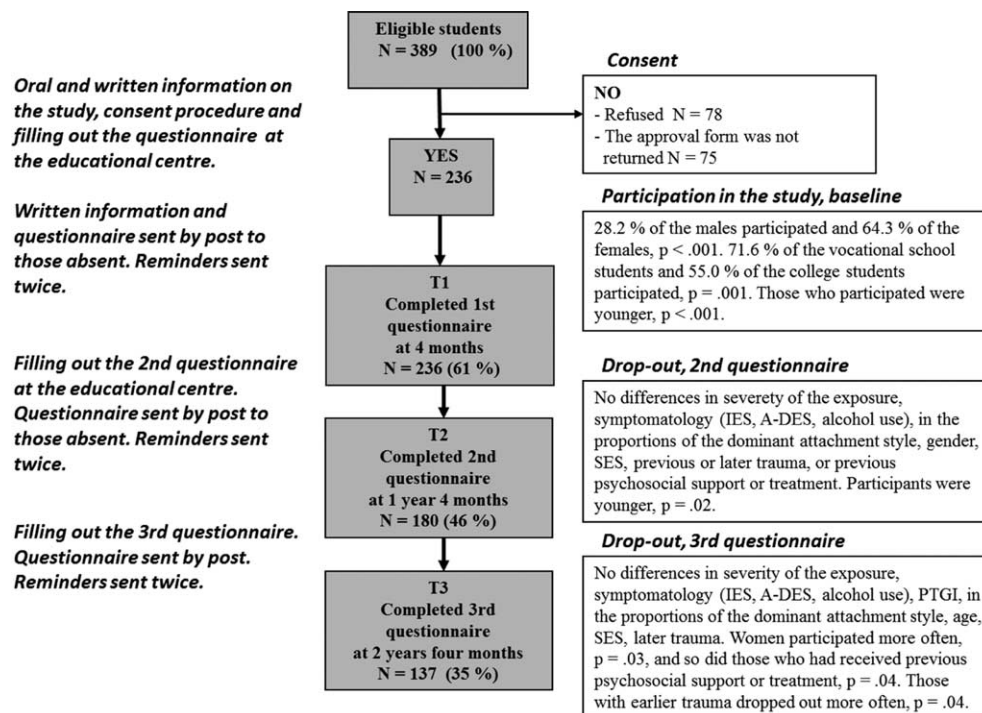 Eligible students
N = 389 (100 %)
Oral and written information on
the study, consent procedure and
filling out the questionnaire at
the educational centre.
Consent
NO
- Refused N = 78
- The approval form was not
returned N = 75
YES
N = 236
Written information and
questionnaire sent by post to
those absent. Reminders sent
twice.
Participation in the study, baseline
28.2 % of the males participated and 64.3 % of the
females, p < .001. 71.6 % of the vocational school
students and 55.0 % of the college students
participated, p = .001. Those who participated were
younger, p < .001.
T1
Completed 1st
questionnaire
at 4 months
N = 236 (61 %)
Filling out the 2nd questionnaire
at the educational centre.
Questionnaire sent by post to
those absent. Reminders sent
twice.
Drop-out, 2nd questionnaire
No differences in severety of the exposure,
symptomatology (IES, A-DES, alcohol use), in the
proportions of the dominant attachment style, gender,
SES, previous or later trauma, or previous
psychosocial support or treatment. Participants were
younger, p = .02.
T2
Completed 2nd
questionnaire
at 1 year 4 months
N = 180 (46 %)
Filling out the 3rd questionnaire.
Questionnaire sent by post.
Reminders sent twice.
Drop-out, 3rd questionnaire
No differences in severity of the exposure,
symptomatology (IES, A-DES, alcohol use), PTGI, in
the proportions of the dominant attachment style, age,
SES, later trauma. Women participated more often,
p = .03, and so did those who had received previous
psychosocial support or treatment, p = .04. Those
with earlier trauma dropped out more often, p = .04.
T3
Completed 3rd
questionnaire
at 2 years four months
N = 137 (35 %)